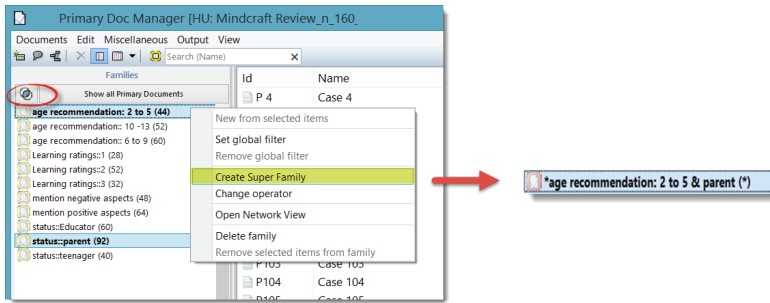 Primary Doc Manager [HU: Mindcraft Review_n_160_
Documents Edit Miscellaneous Output View
Search (Name)
Families
Show all Primary Documents
age recommendation: 2 to 5 (44)
age recommendation:: 10 -13 (52)
age recommendation:: 6 to 9 (60)
Learning ratings::1 (28)
Learning ratings::2 (52)
Learning ratings::3 (32)
mention negative aspects (48)
mention positive aspects (64)
status::Educator (60)
status::parent (92)
status::teenager (40)
Id Name
P 4 Case 4
New from selected items
Set global filter
Remove global filter
Create Super Family
Change operator
Open Network View
Delete family
Remove selected items from family
P103 Case 103
P104 Case 104
P105 Case 105
*age recommendation: 2 to 5 & parent (*)